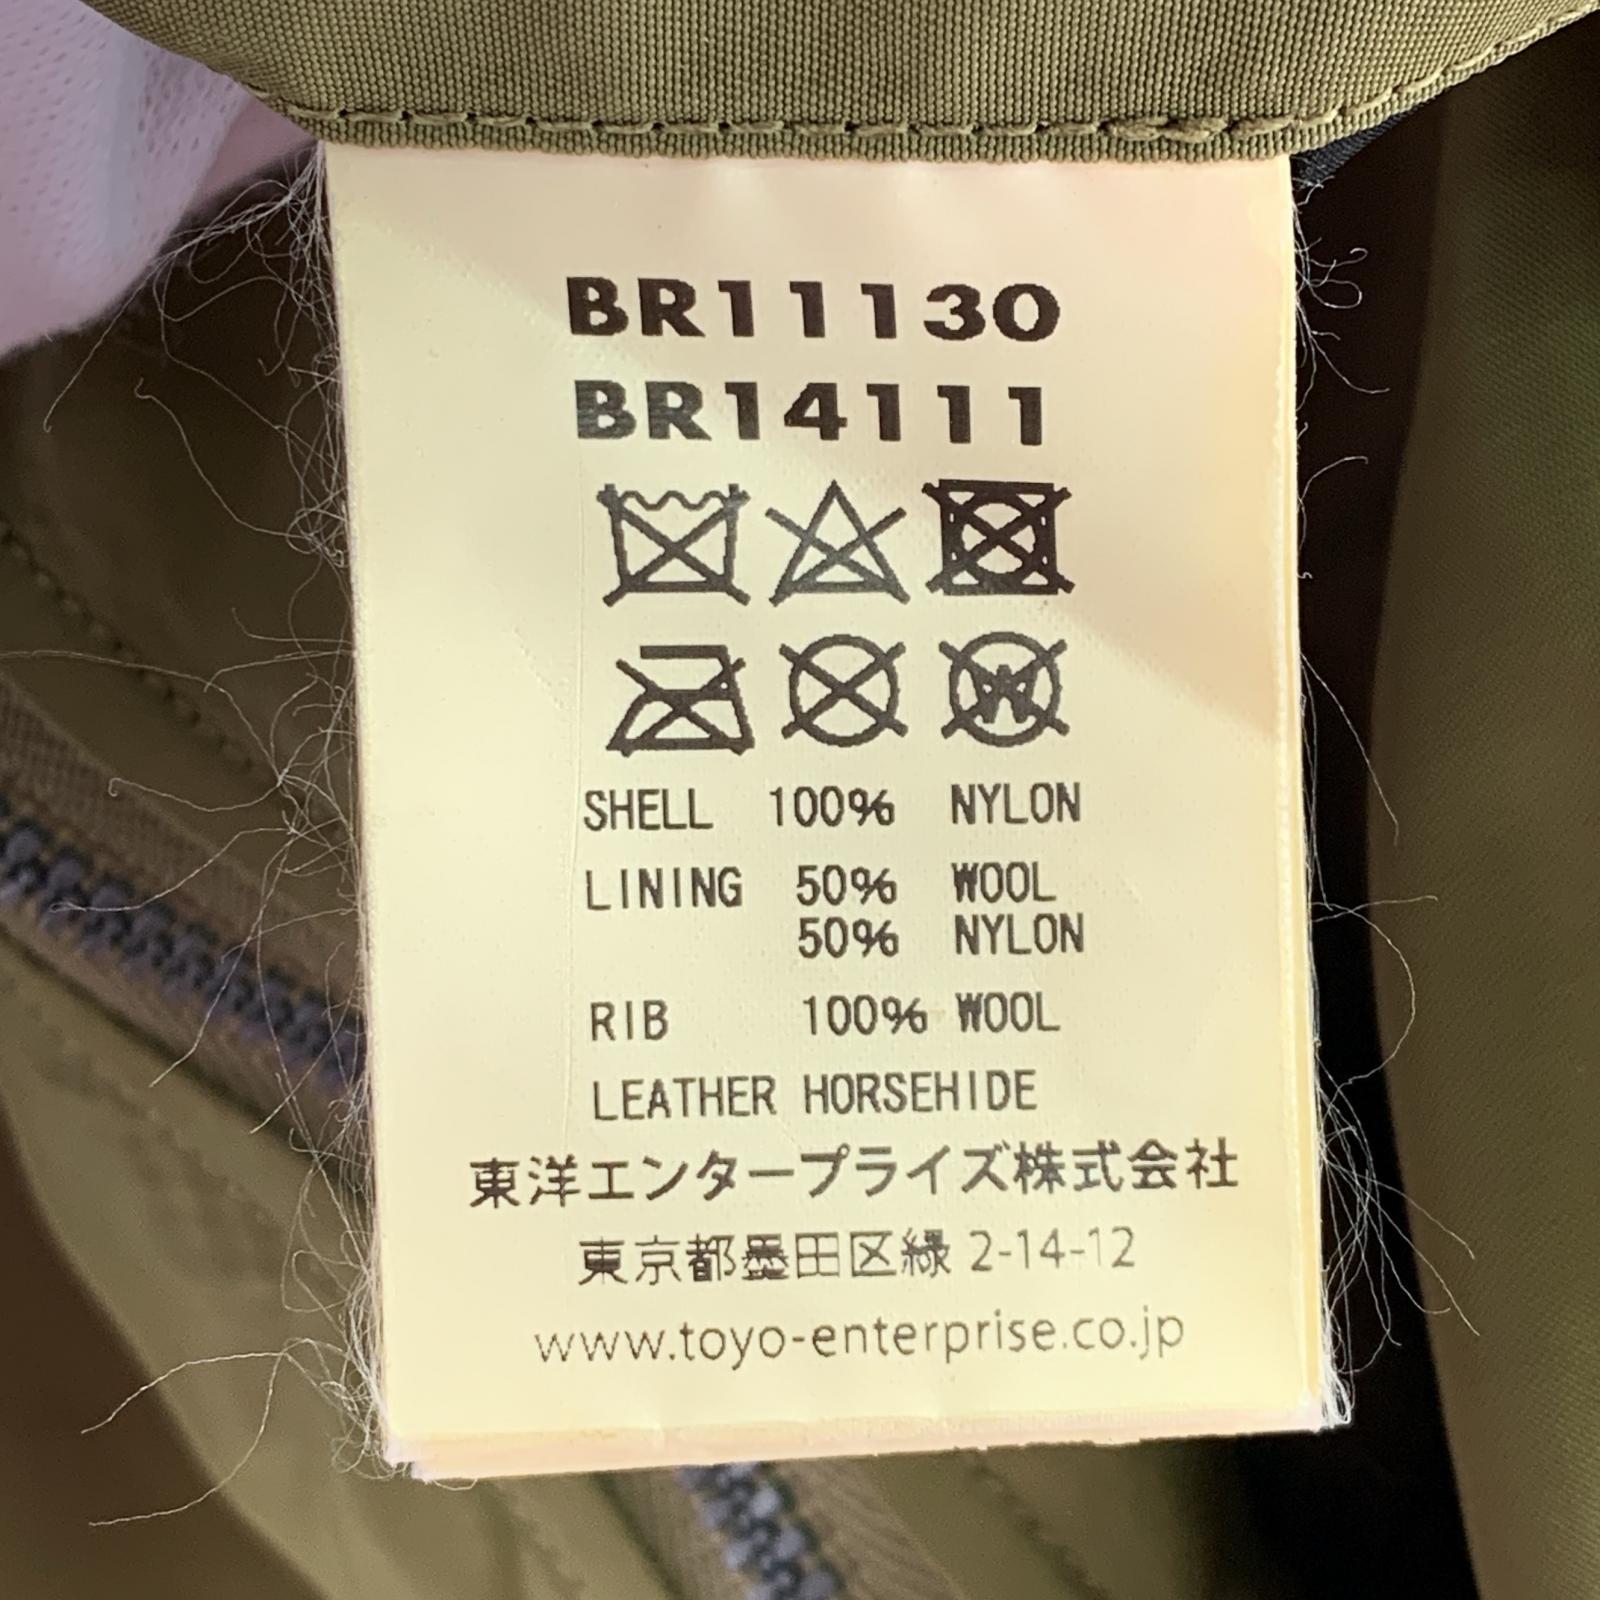 BR11130
BR14111
W
SHELL 100% NYLON
LINING 50% WOOL
50% NYLON
RIB 100% WOOL
LEATHER HORSEHIDE
東洋エンタープライズ株式会社
東京都墨田区緑 2-14-12
www.toyo-enterprise.co.jp